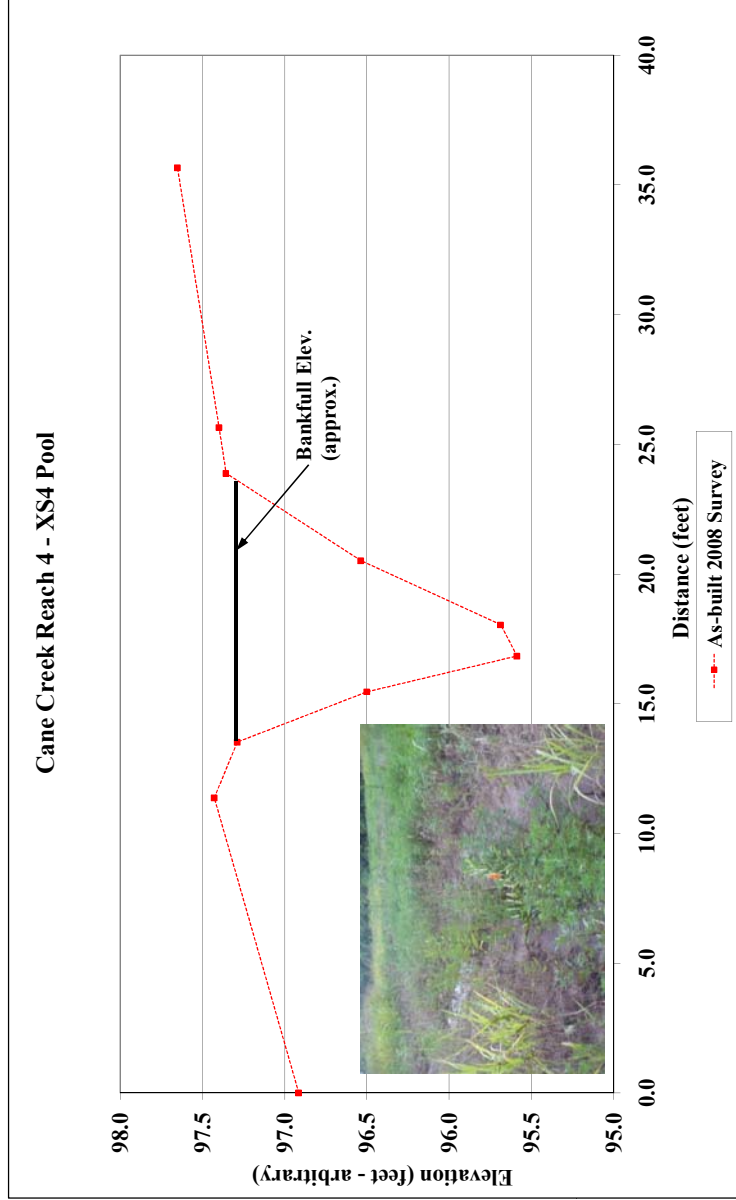 Cane Creek Reach 4 - XS4 Pool
Elevation (feet - arbitrary)
98.0
97.5
97.0
96.5
96.0
95.5
95.0
Bankfull Elev.
(approx.)
0.0 5.0 10.0 15.0 20.0 25.0 30.0 35.0 40.0
Distance (feet)
As-built 2008 Survey